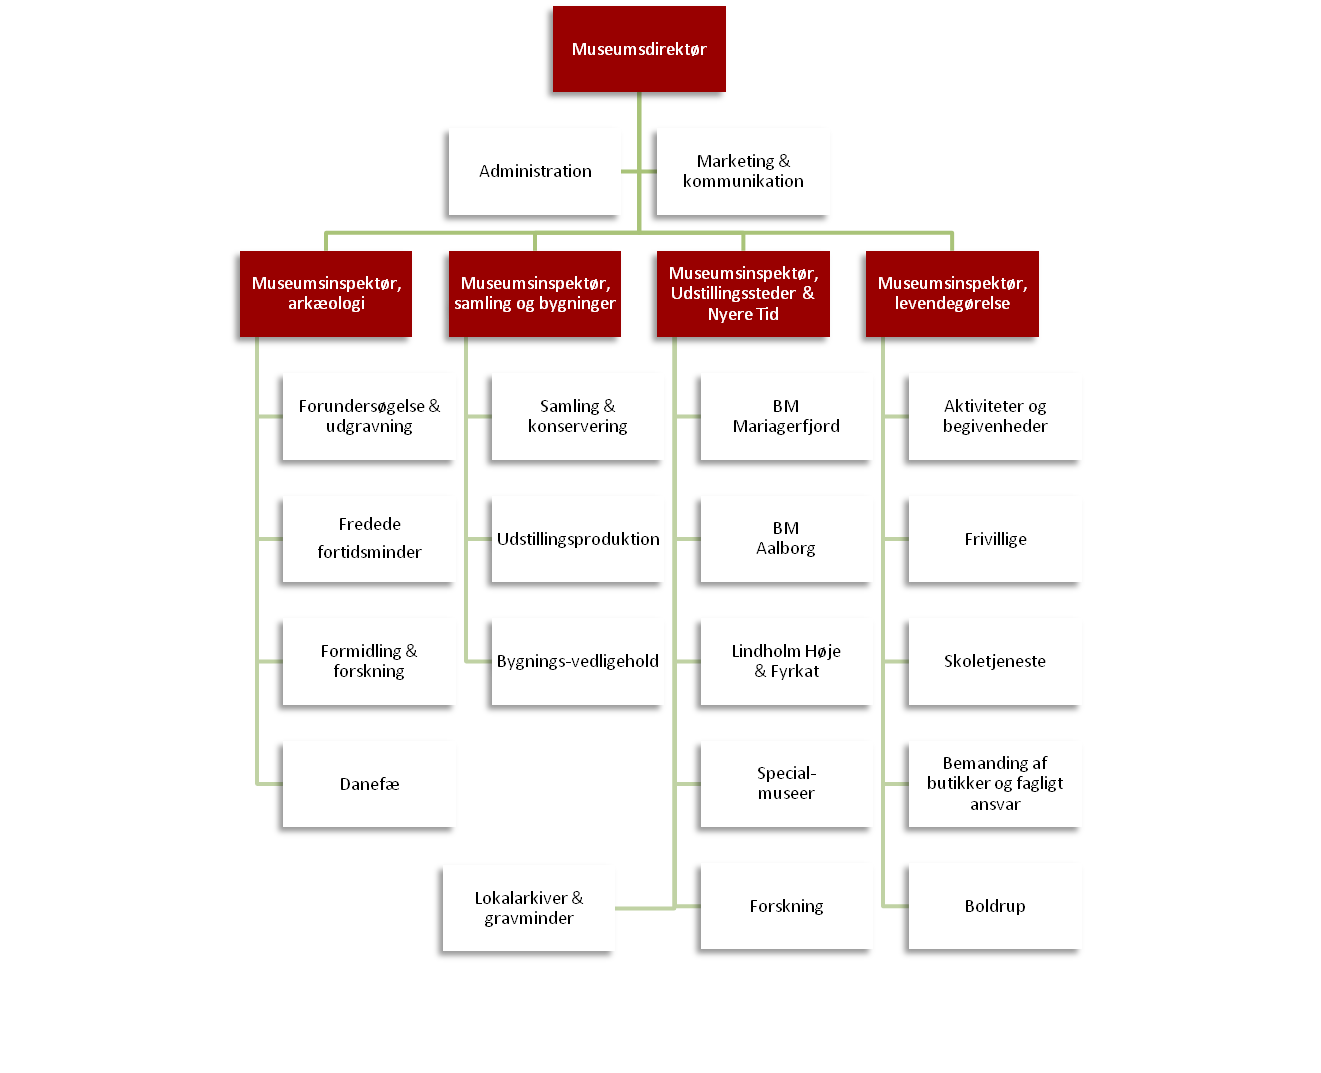 Museumsdirektør
Administration
Marketing &
kommunikation
Museumsinspektør,
arkæologi
Museumsinspektør,
samling og bygninger
Museumsinspektør,
Udstillingssteder &
Nyere Tid
Museumsinspektør,
levendegørelse
Forundersøgelse &
udgravning
Fredede
fortidsminder
Formidling &
forskning
Danefæ
Samling &
konservering
Udstillingsproduktion
Bygnings-vedligehold
BM
Mariagerfjord
BM
Aalborg
Lindholm Høje
& Fyrkat
Special-
museer
Forskning
Lokalarkiver &
gravminder
Aktiviteter og
begivenheder
Frivillige
Skoletjeneste
Bemanding af
butikker og fagligt
ansvar
Boldrup